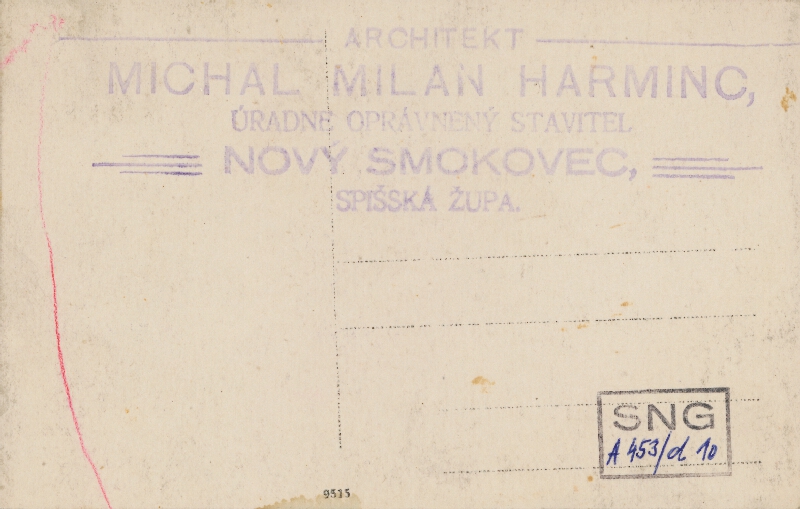 ARCHITEKT
MICHAL MILAN HARMINC,
ÚRADNE OPRÁVNENÝ STAVITEL
NOVÝ SMOKOVEC,
SPIŠSKÁ ŽUPA.
SNG
A 453/d 10
9515